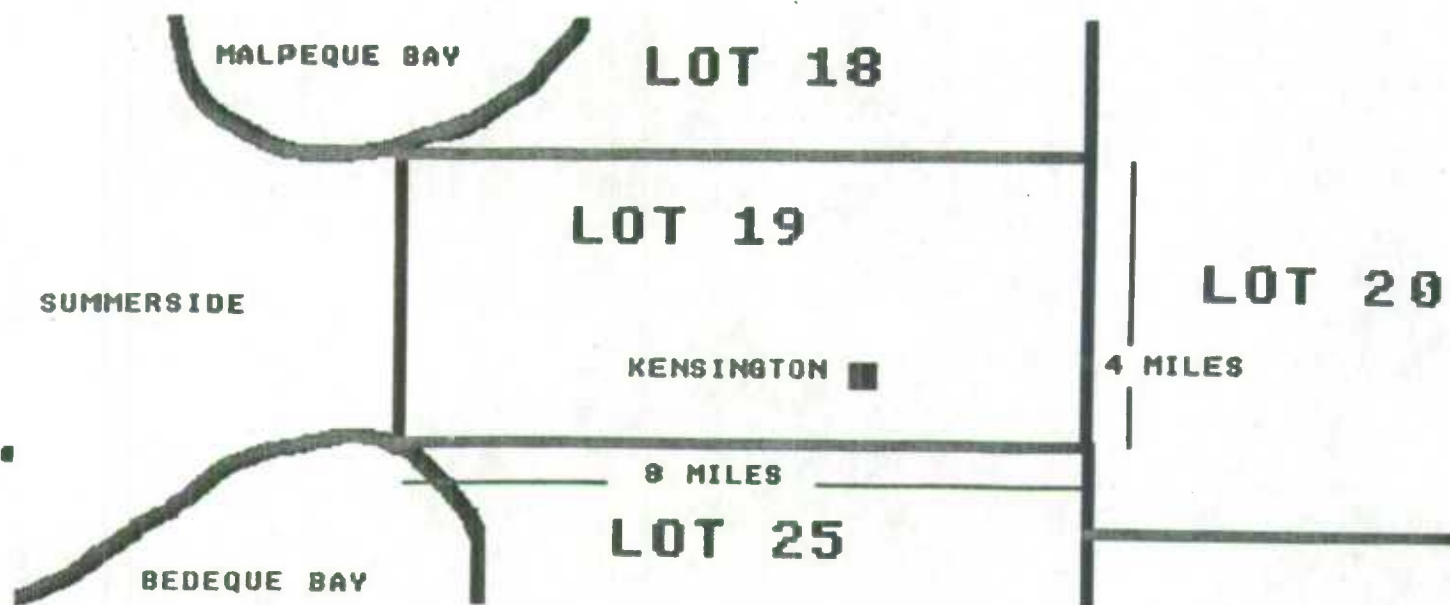 MALPEQUE BAY
LOT 18
LOT 19
SUMMERSIDE
LOT 20
KENSINGTON
4 MILES
8 MILES
LOT 25
BEDEQUE BAY